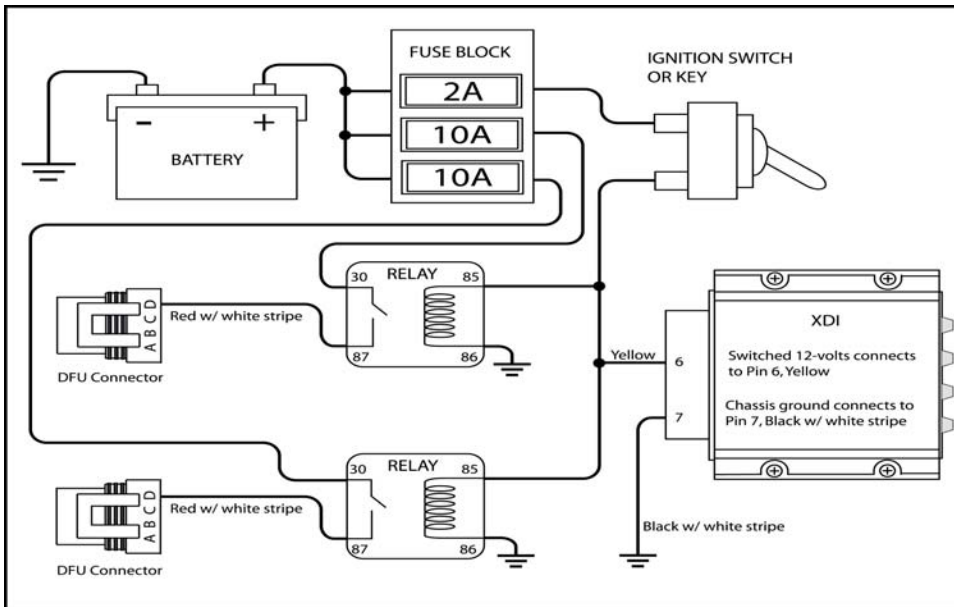 FUSE BLOCK
2A
10A
10A
IGNITION SWITCH
OR KEY
- +
BATTERY
30 RELAY 85
87 86
Red w/ white stripe
A B C D
DFU Connector
XDI
Switched 12-volts connects
to Pin 6, Yellow
Chassis ground connects to
Pin 7, Black w/ white stripe
Yellow
6
7
Black w/ white stripe
30 RELAY 85
87 86
Red w/ white stripe
A B C D
DFU Connector